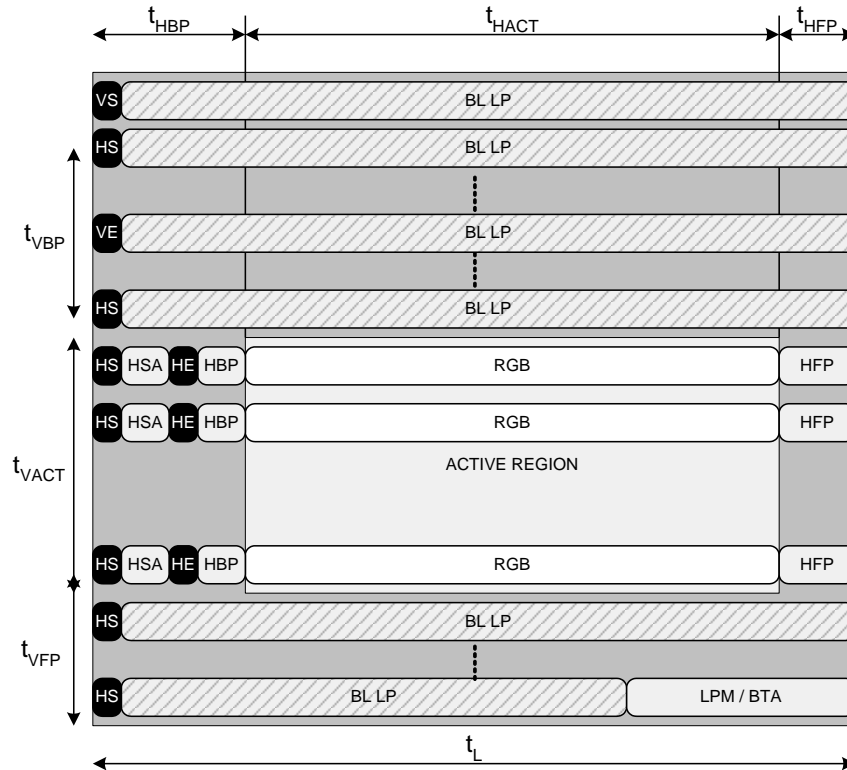 tHBP tHACT tHFP
VS BL LP
HS BL LP
VE BL LP
tVBP
HS BL LP
HS HSA HE HBP RGB HFP
HS HSA HE HBP RGB HFP
tVACT ACTIVE REGION
HS HSA HE HBP RGB HFP
HS BL LP
tVFP
HS BL LP LPM / BTA
tL